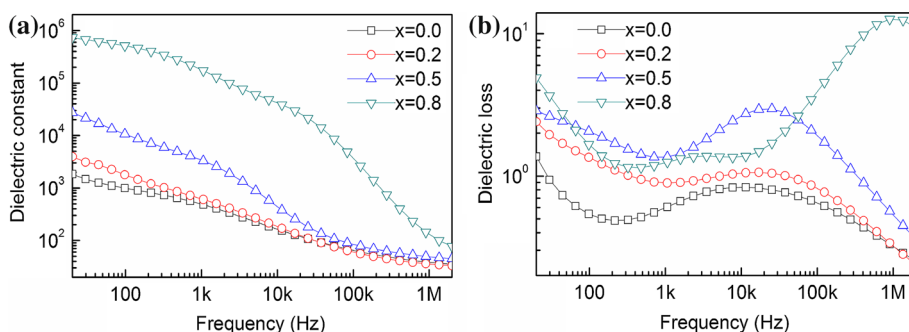 (a)
10^6
10^5
10^4
10^3
10^2
Dielectric constant
x=0.0
x=0.2
x=0.5
x=0.8
100 1k 10k 100k 1M
Frequency (Hz)
(b)
10^1
10^0
Dielectric loss
x=0.0
x=0.2
x=0.5
x=0.8
100 1k 10k 100k 1M
Frequency (Hz)